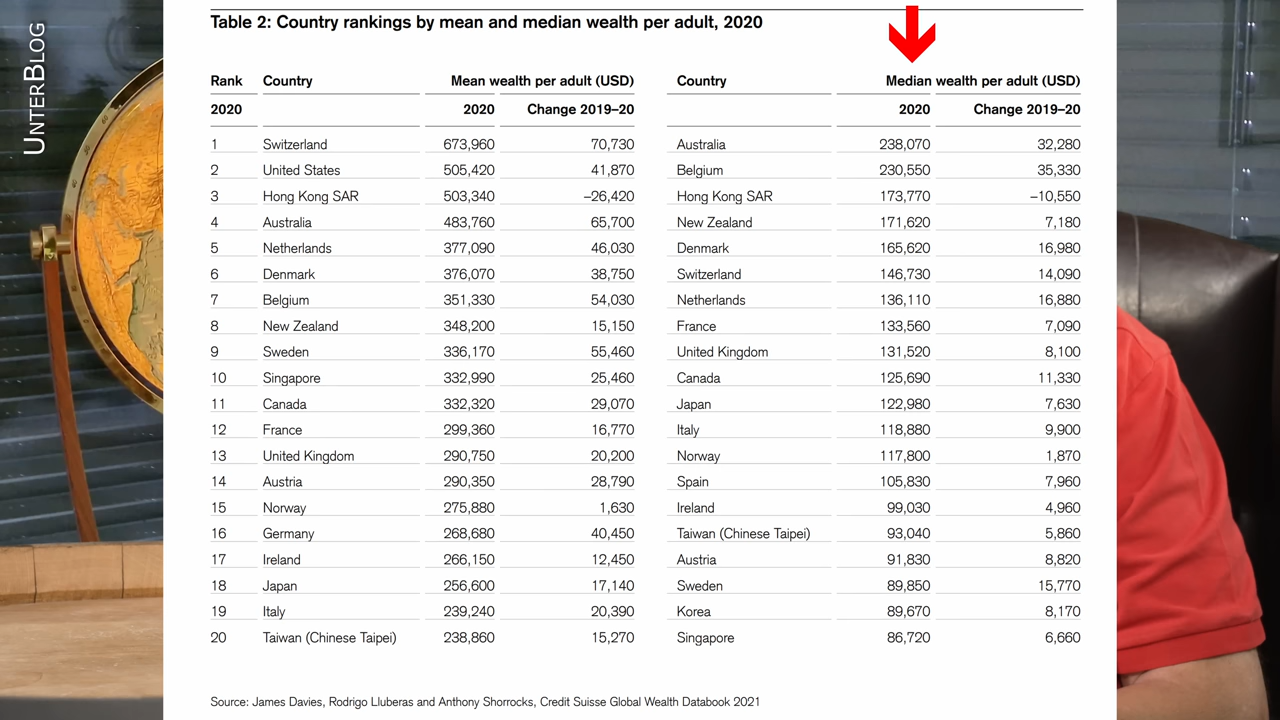 UNTERBLOG
Table 2: Country rankings by mean and median wealth per adult, 2020
Rank Country Mean wealth per adult (USD) Country Median wealth per adult (USD)
2020 2020 Change 2019–20 2020 Change 2019–20
1 Switzerland 673,960 70,730 Australia 238,070 32,280
2 United States 505,420 41,870 Belgium 230,550 35,330
3 Hong Kong SAR 503,340 –26,420 Hong Kong SAR 173,770 –10,550
4 Australia 483,760 65,700 New Zealand 171,620 7,180
5 Netherlands 377,090 46,030 Denmark 165,620 16,980
6 Denmark 376,070 38,750 Switzerland 146,730 14,090
7 Belgium 351,330 54,030 Netherlands 136,110 16,880
8 New Zealand 348,200 15,150 France 133,560 7,090
9 Sweden 336,170 55,460 United Kingdom 131,520 8,100
10 Singapore 332,990 25,460 Canada 125,690 11,330
11 Canada 332,320 29,070 Japan 122,980 7,630
12 France 299,360 16,770 Italy 118,880 9,900
13 United Kingdom 290,750 20,200 Norway 117,800 1,870
14 Austria 290,350 28,790 Spain 105,830 7,960
15 Norway 275,880 1,630 Ireland 99,030 4,960
16 Germany 268,680 40,450 Taiwan (Chinese Taipei) 93,040 5,860
17 Ireland 266,150 12,450 Austria 91,830 8,820
18 Japan 256,600 17,140 Sweden 89,850 15,770
19 Italy 239,240 20,390 Korea 89,670 8,170
20 Taiwan (Chinese Taipei) 238,860 15,270 Singapore 86,720 6,660
Source: James Davies, Rodrigo Lluberas and Anthony Shorrocks, Credit Suisse Global Wealth Databook 2021